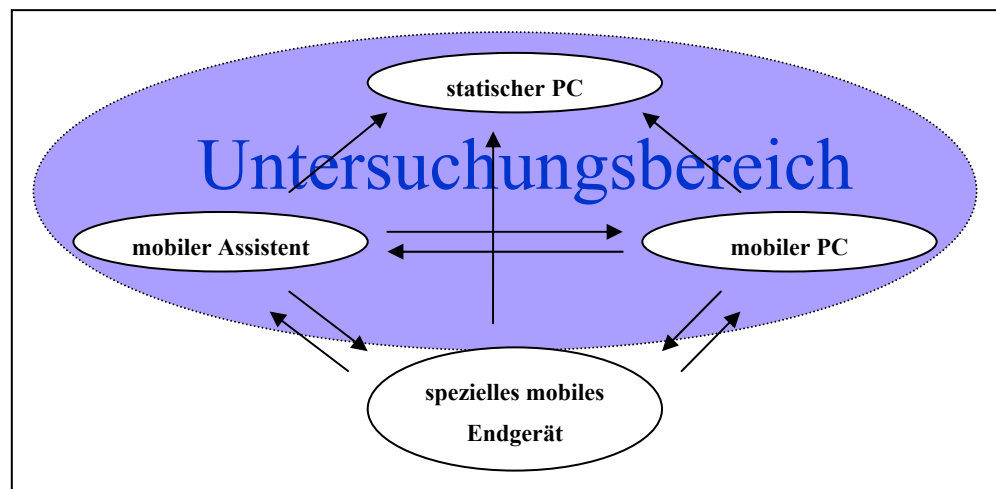 statischer PC
Untersuchungsbereich
mobiler Assistent
mobiler PC
spezielles mobiles
Endgerät